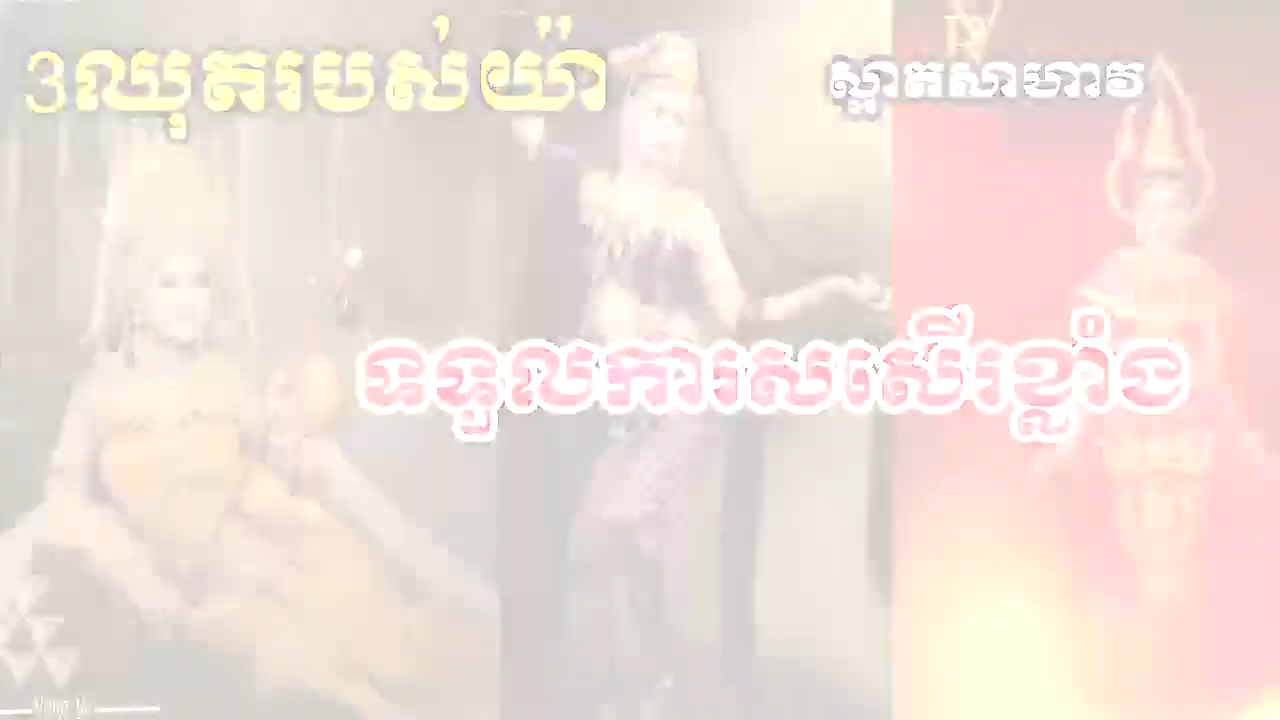 3ឈុតរបស់យ៉ា
ស្អាតសាហាវ
ទទួលការសរសើរខ្លាំង